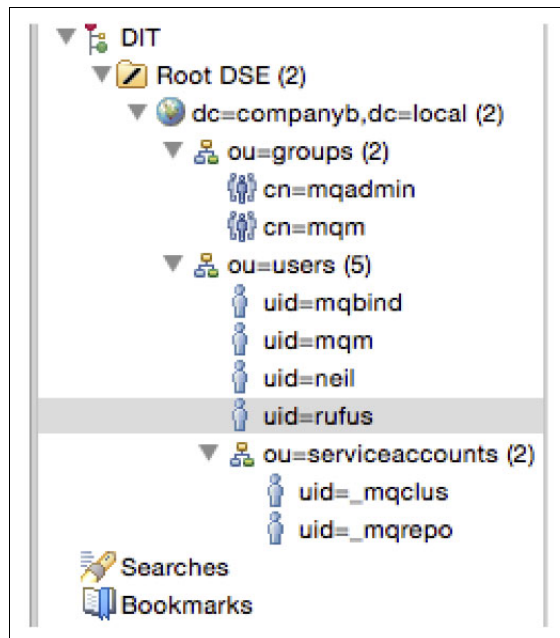 DIT
Root DSE (2)
dc=companyb,dc=local (2)
ou=groups (2)
cn=mqadmin
cn=mqm
ou=users (5)
uid=mqbind
uid=mqm
uid=neil
uid=rufus
ou=serviceaccounts (2)
uid=_mqclus
uid=_mqrepo
Searches
Bookmarks